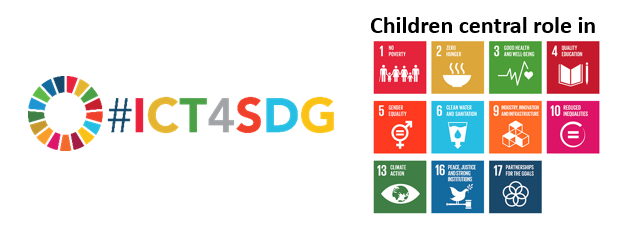 #ICT4SDG
Children central role in
1 NO
POVERTY
2 ZERO
HUNGER
3 GOOD HEALTH
AND WELL-BEING
4 QUALITY
EDUCATION
5 GENDER
EQUALITY
6 CLEAN WATER
AND SANITATION
9 INDUSTRY, INNOVATION
AND INFRASTRUCTURE
10 REDUCED
INEQUALITIES
13 CLIMATE
ACTION
16 PEACE, JUSTICE
AND STRONG
INSTITUTIONS
17 PARTNERSHIPS
FOR THE GOALS